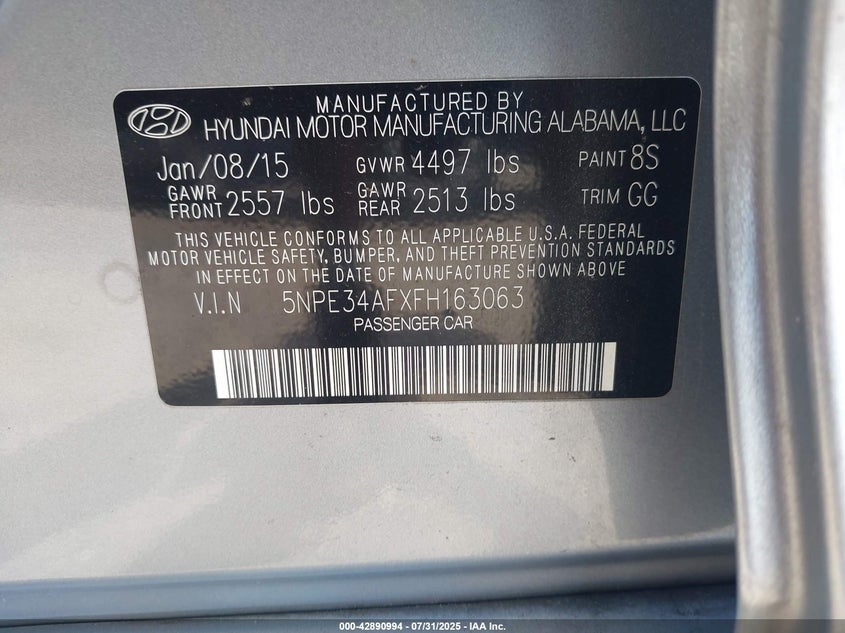 MANUFACTURED BY
HYUNDAI MOTOR MANUFACTURING ALABAMA, LLC
Jan/08/15 GVWR 4497 lbs PAINT 8S
GAWR FRONT 2557 lbs GAWR REAR 2513 lbs TRIM GG
THIS VEHICLE CONFORMS TO ALL APPLICABLE U.S.A. FEDERAL
MOTOR VEHICLE SAFETY, BUMPER, AND THEFT PREVENTION STANDARDS
IN EFFECT ON THE DATE OF MANUFACTURE SHOWN ABOVE
V.I.N 5NPE34AFXFH163063
PASSENGER CAR
000-42890994 - 07/31/2025 - IAA Inc.